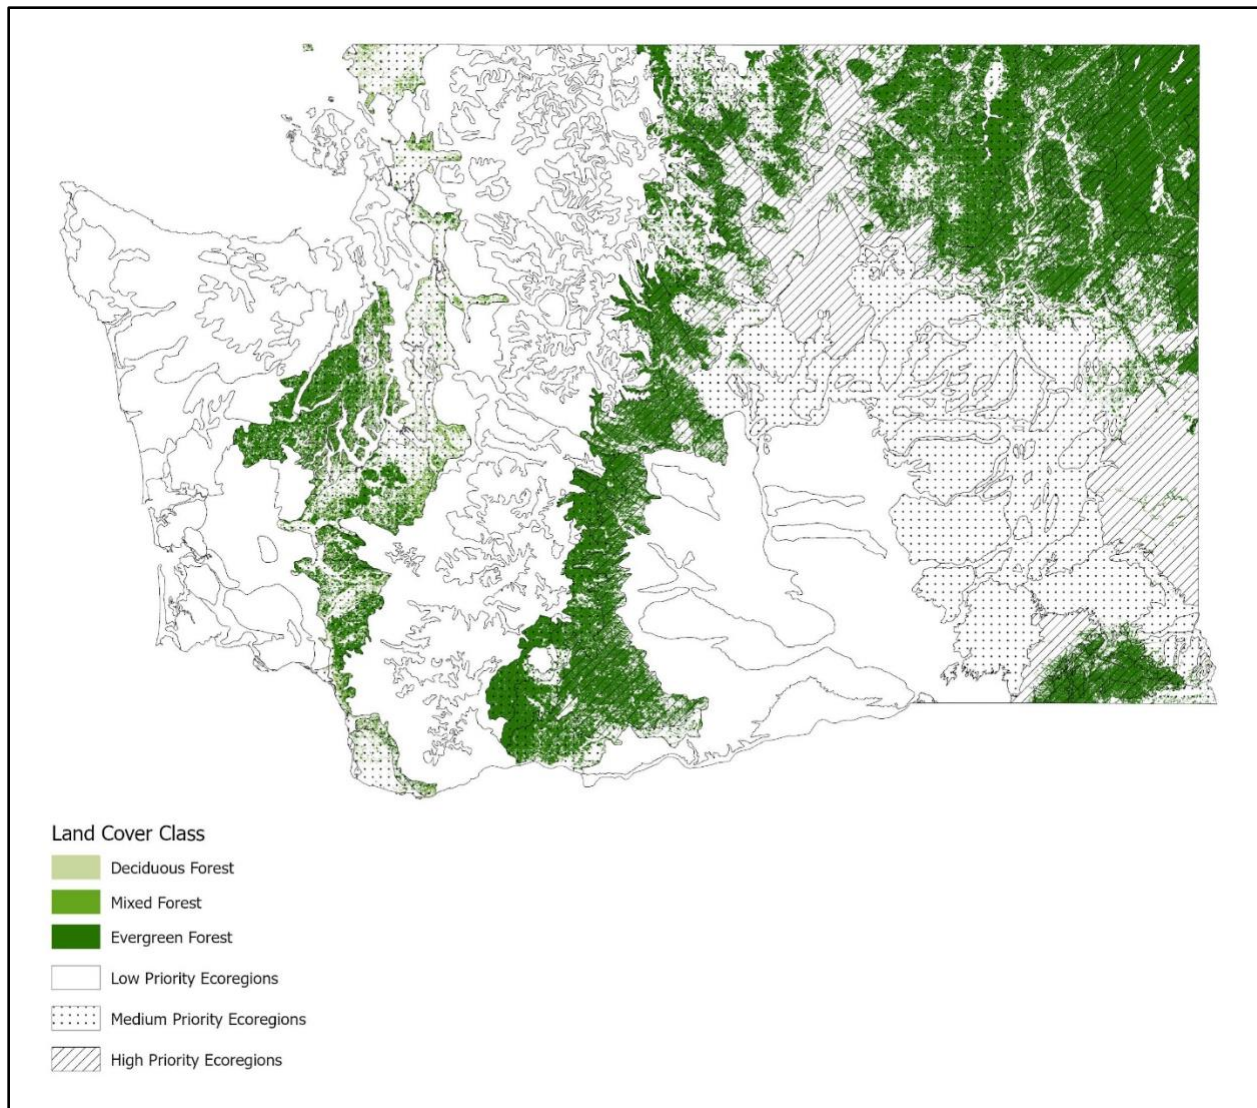 Land Cover Class
Deciduous Forest
Mixed Forest
Evergreen Forest
Low Priority Ecoregions
Medium Priority Ecoregions
High Priority Ecoregions